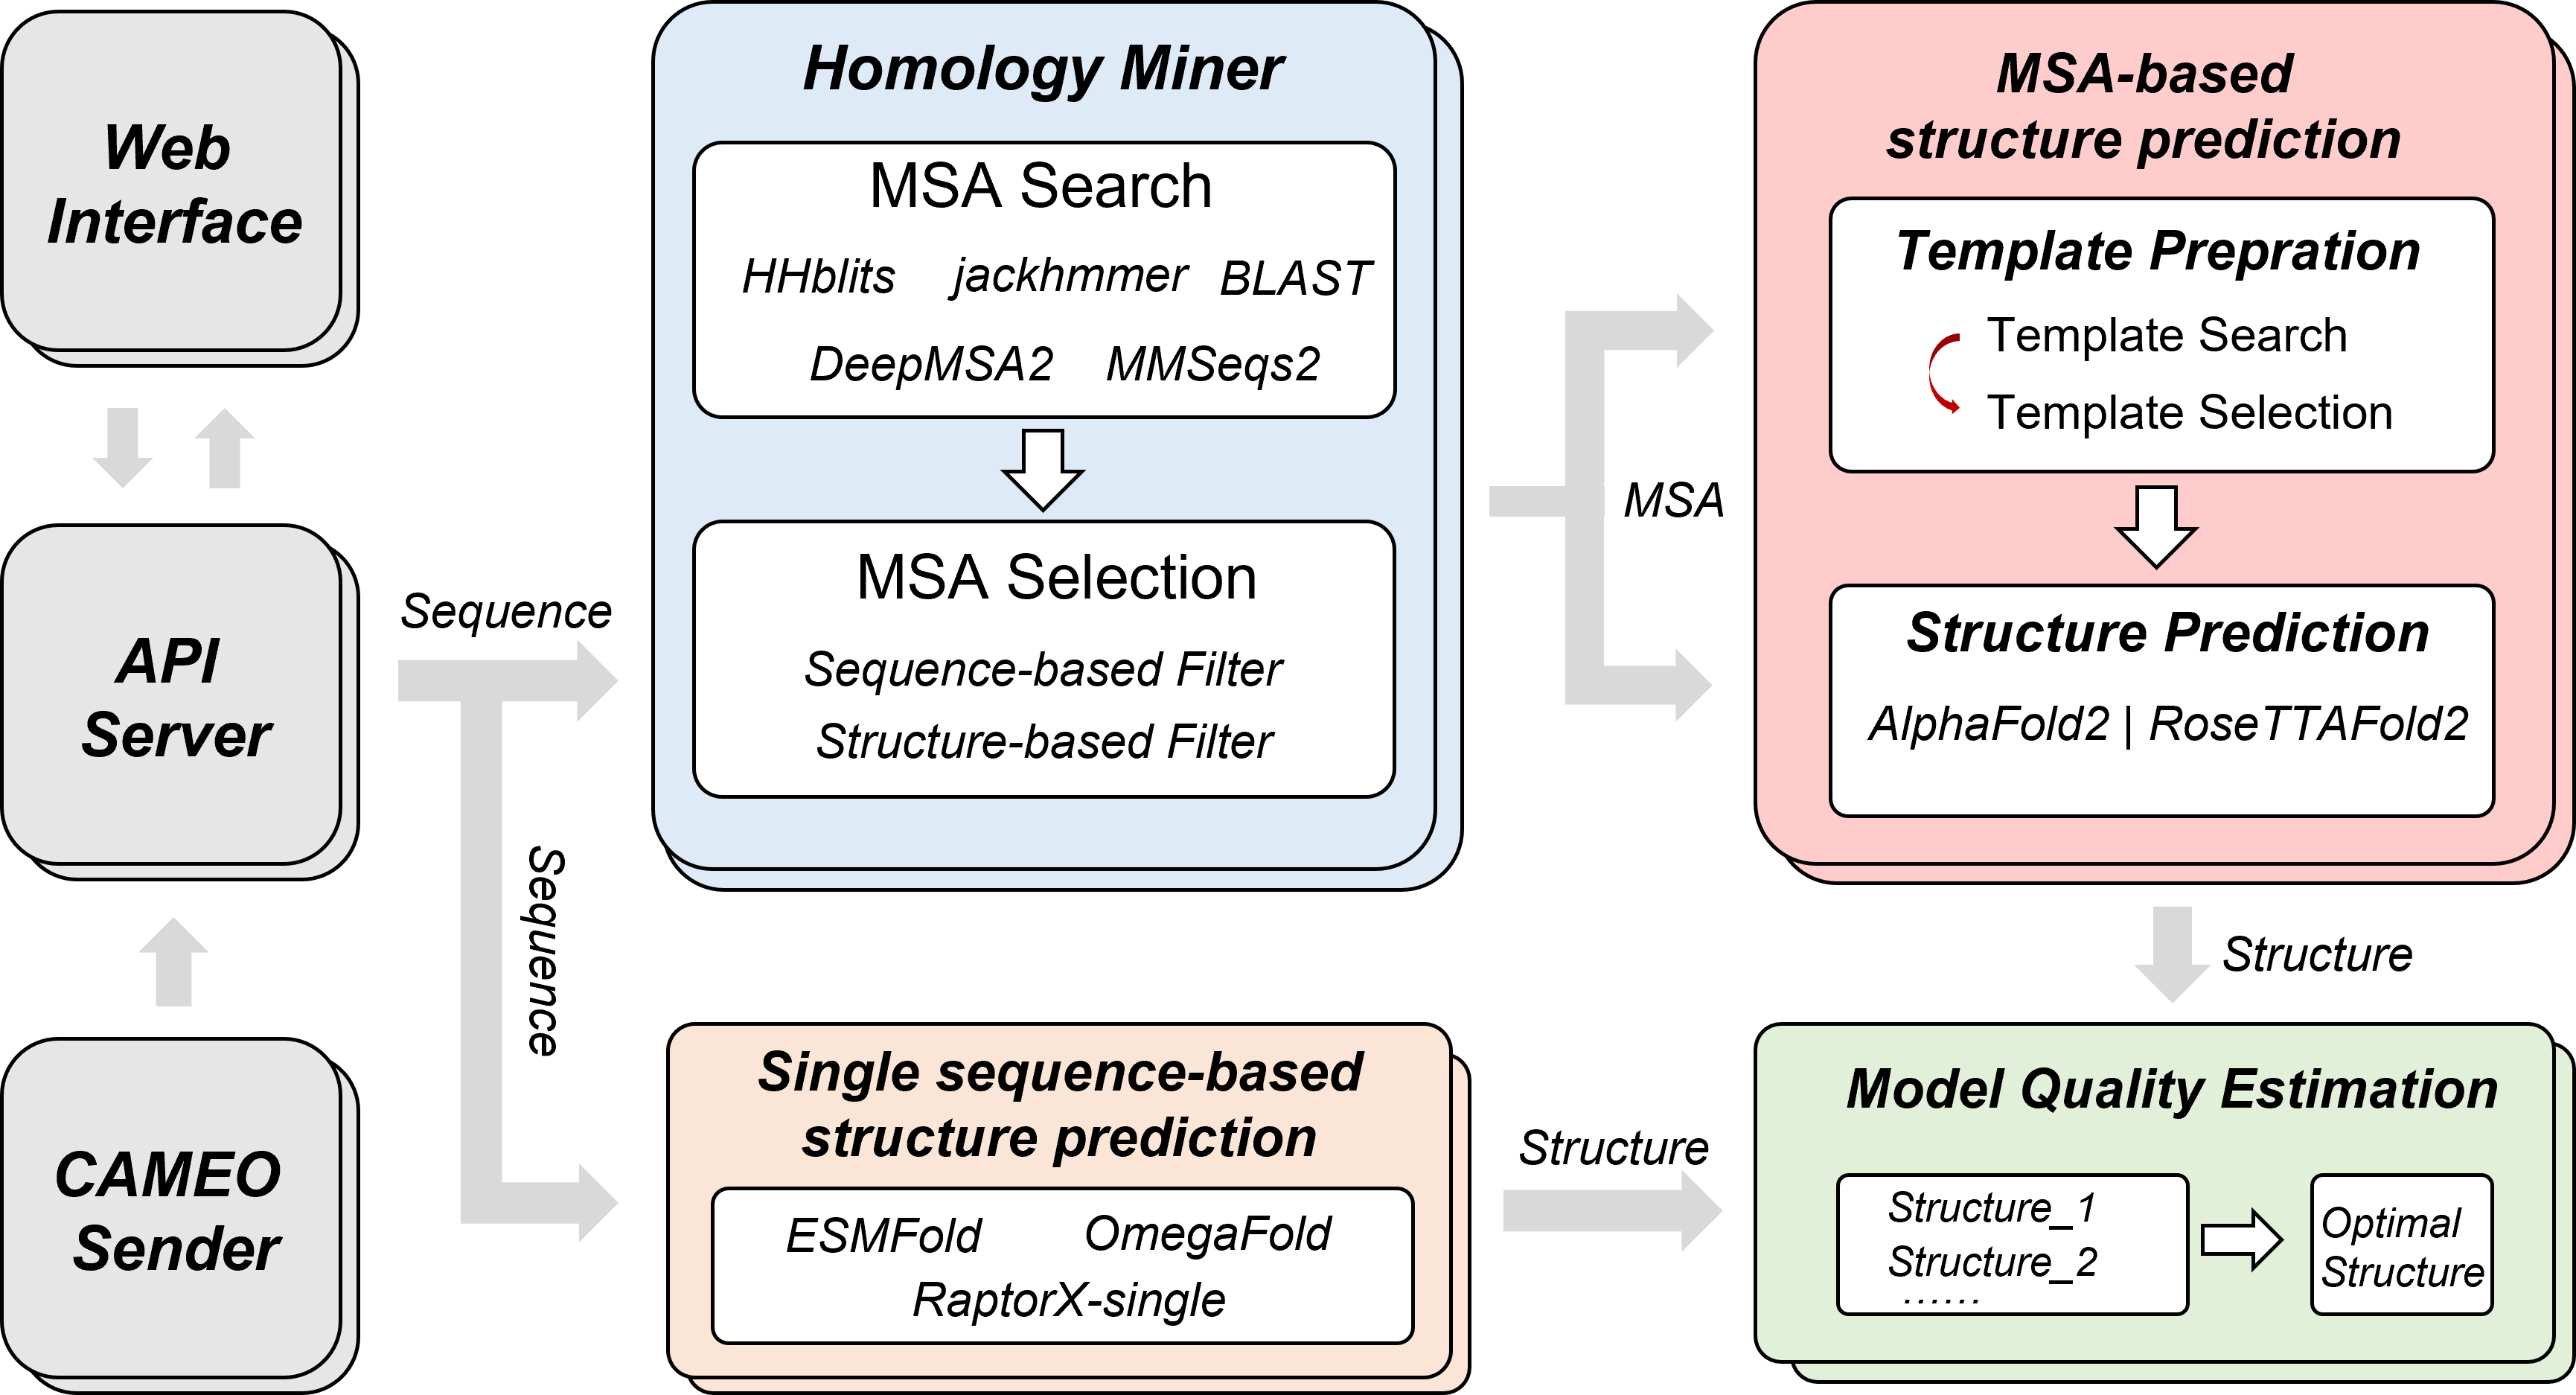 Web
Interface
API
Server
CAMEO
Sender
Sequence
Sequence
Homology Miner
MSA Search
HHblits jackhmmer BLAST
DeepMSA2 MMSeqs2
MSA Selection
Sequence-based Filter
Structure-based Filter
Single sequence-based
structure prediction
ESMFold OmegaFold
RaptorX-single
MSA
Structure
MSA-based
structure prediction
Template Prepration
Template Search
Template Selection
Structure Prediction
AlphaFold2 | RoseTTAFold2
Structure
Model Quality Estimation
Structure_1
Structure_2
......
Optimal
Structure